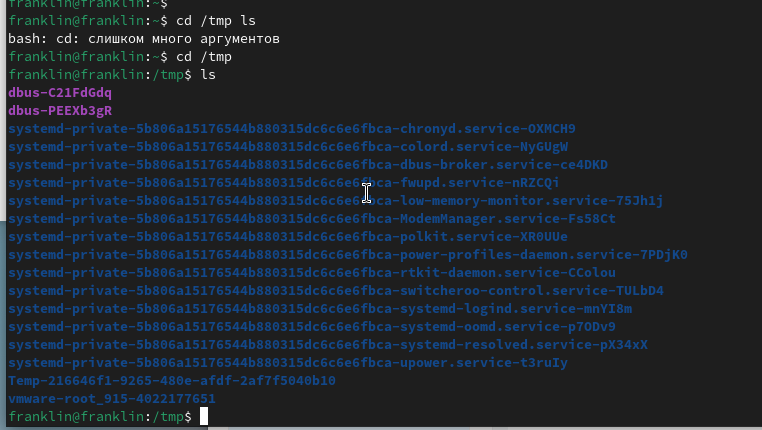 franklin@franklin:~$
franklin@franklin:~$ cd /tmp ls
bash: cd: слишком много аргументов
franklin@franklin:~$ cd /tmp
franklin@franklin:/tmp$ ls
dbus-C21FdGdq
dbus-PEEXb3gR
systemd-private-5b806a15176544b880315dc6c6e6fbca-chronyd.service-OXMCH9
systemd-private-5b806a15176544b880315dc6c6e6fbca-colord.service-NyGUgW
systemd-private-5b806a15176544b880315dc6c6e6fbca-dbus-broker.service-ce4DKD
systemd-private-5b806a15176544b880315dc6c6e6fbca-fwupd.service-nRZCQi
systemd-private-5b806a15176544b880315dc6c6e6fbca-low-memory-monitor.service-75Jh1j
systemd-private-5b806a15176544b880315dc6c6e6fbca-ModemManager.service-Fs58Ct
systemd-private-5b806a15176544b880315dc6c6e6fbca-polkit.service-XR0UUe
systemd-private-5b806a15176544b880315dc6c6e6fbca-power-profiles-daemon.service-7PDjK0
systemd-private-5b806a15176544b880315dc6c6e6fbca-rtkit-daemon.service-CColou
systemd-private-5b806a15176544b880315dc6c6e6fbca-switcheroo-control.service-TULbD4
systemd-private-5b806a15176544b880315dc6c6e6fbca-systemd-logind.service-mnYI8m
systemd-private-5b806a15176544b880315dc6c6e6fbca-systemd-oomd.service-p7ODv9
systemd-private-5b806a15176544b880315dc6c6e6fbca-systemd-resolved.service-pX34xX
systemd-private-5b806a15176544b880315dc6c6e6fbca-upower.service-t3ruIy
Temp-216646f1-9265-480e-afdf-2af7f5040b10
vmware-root_915-4022177651
franklin@franklin:/tmp$